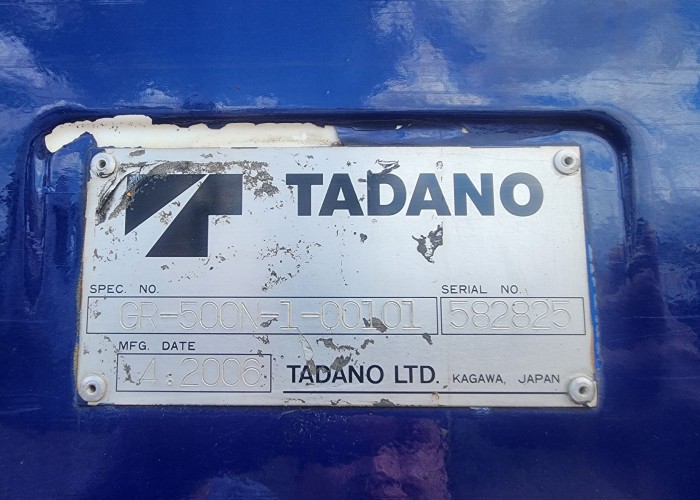 TADANO
SPEC. NO. SERIAL NO.
GR-500N-1-00101 582825
MFG. DATE
4.2006 TADANO LTD. KAGAWA, JAPAN